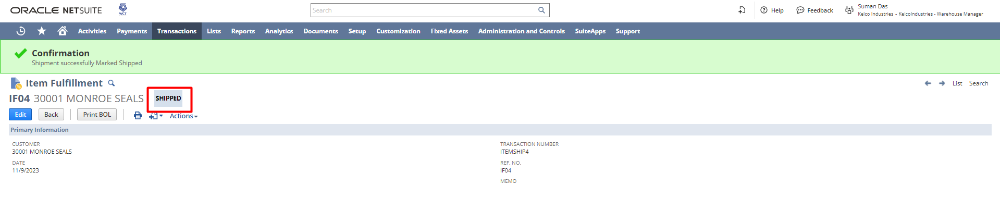 ORACLE NETSUITE
WCT
Search
Help
Feedback
Suman Das
Kelco Industries - KelcoIndustries - Warehouse Manager
Activities Payments Transactions Lists Reports Analytics Documents Setup Customization Fixed Assets Administration and Controls SuiteApps Support
Confirmation
Shipment successfully Marked Shipped
Item Fulfillment
List Search
IF04 30001 MONROE SEALS SHIPPED
Edit Back Print BOL Actions
Primary Information
CUSTOMER
30001 MONROE SEALS
DATE
11/9/2023
TRANSACTION NUMBER
ITEMSHIP4
REF. NO.
IF04
MEMO